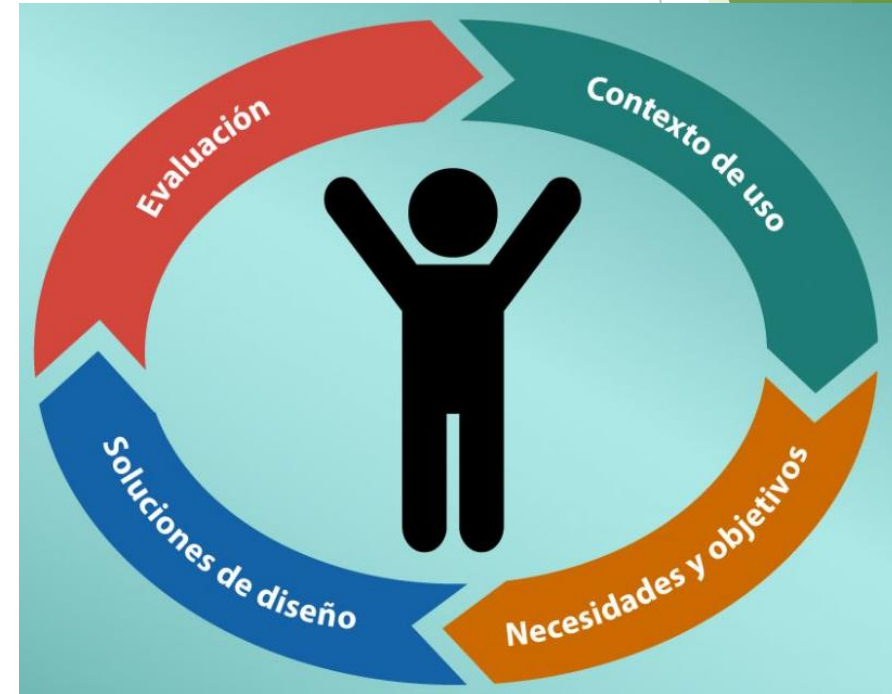 Evaluación
Contexto de uso
Necesidades y objetivos
Soluciones de diseño